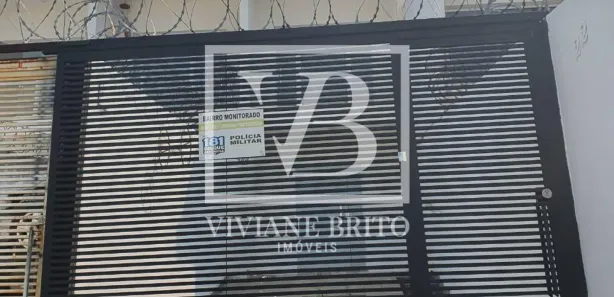 BAIRRO MONITORADO
181
POLÍCIA
MILITAR
VB
VIVIANE BRITO
IMÓVEIS